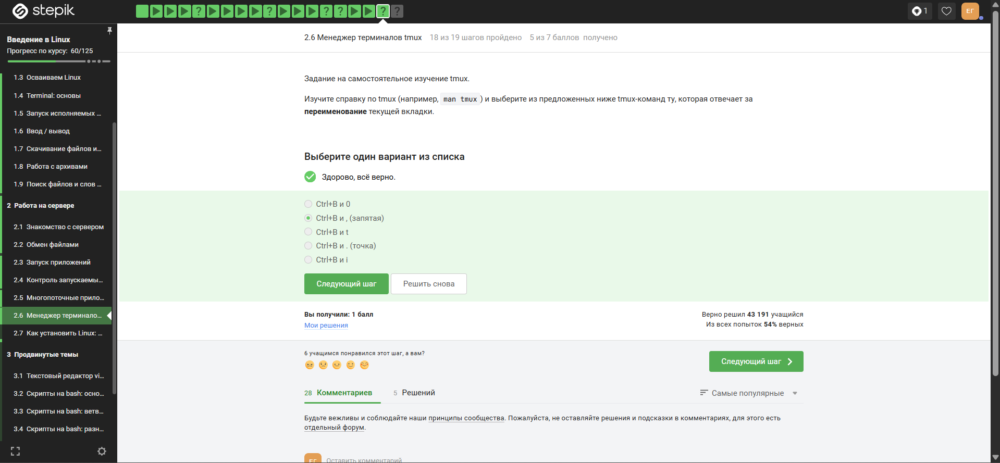 stepik
? ? ? ? ? ?
1
ЕГ
Введение в Linux
Прогресс по курсу: 60/125
1.3 Осваиваем Linux
1.4 Terminal: основы
1.5 Запуск исполняемых ...
1.6 Ввод / вывод
1.7 Скачивание файлов и...
1.8 Работа с архивами
1.9 Поиск файлов и слов ...
2 Работа на сервере
2.1 Знакомство с сервером
2.2 Обмен файлами
2.3 Запуск приложений
2.4 Контроль запускаемы...
2.5 Многопоточные прило...
2.6 Менеджер терминало...
2.7 Как установить Linux: ...
3 Продвинутые темы
3.1 Текстовый редактор vi...
3.2 Скрипты на bash: осно...
3.3 Скрипты на bash: ветв...
3.4 Скрипты на bash: разн...
2.6 Менеджер терминалов tmux 18 из 19 шагов пройдено 5 из 7 баллов получено
Задание на самостоятельное изучение tmux.
Изучите справку по tmux (например, man tmux ) и выберите из предложенных ниже tmux-команд ту, которая отвечает за
переименование текущей вкладки.
Выберите один вариант из списка
Здорово, всё верно.
Ctrl+B и 0
Ctrl+B и , (запятая)
Ctrl+B и t
Ctrl+B и . (точка)
Ctrl+B и i
Следующий шаг Решить снова
Вы получили: 1 балл
Мои решения
Верно решил 43 191 учащийся
Из всех попыток 54% верных
6 учащимся понравился этот шаг, а вам?
Следующий шаг
28 Комментариев 5 Решений Самые популярные
Будьте вежливы и соблюдайте наши принципы сообщества. Пожалуйста, не оставляйте решения и подсказки в комментариях, для этого есть
отдельный форум.
ЕГ Оставить комментарий